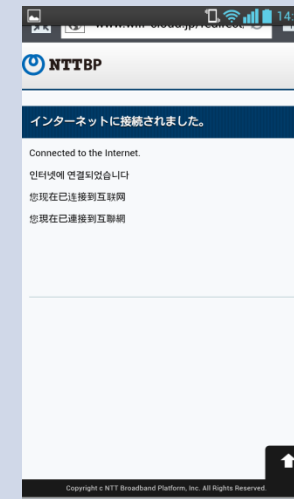 14:
NTTBP
インターネットに接続されました。
Connected to the Internet.
인터넷에 연결되었습니다
您现在已连接到互联网
您現在已連接到互聯網
Copyright c NTT Broadband Platform, Inc. All Rights Reserved.